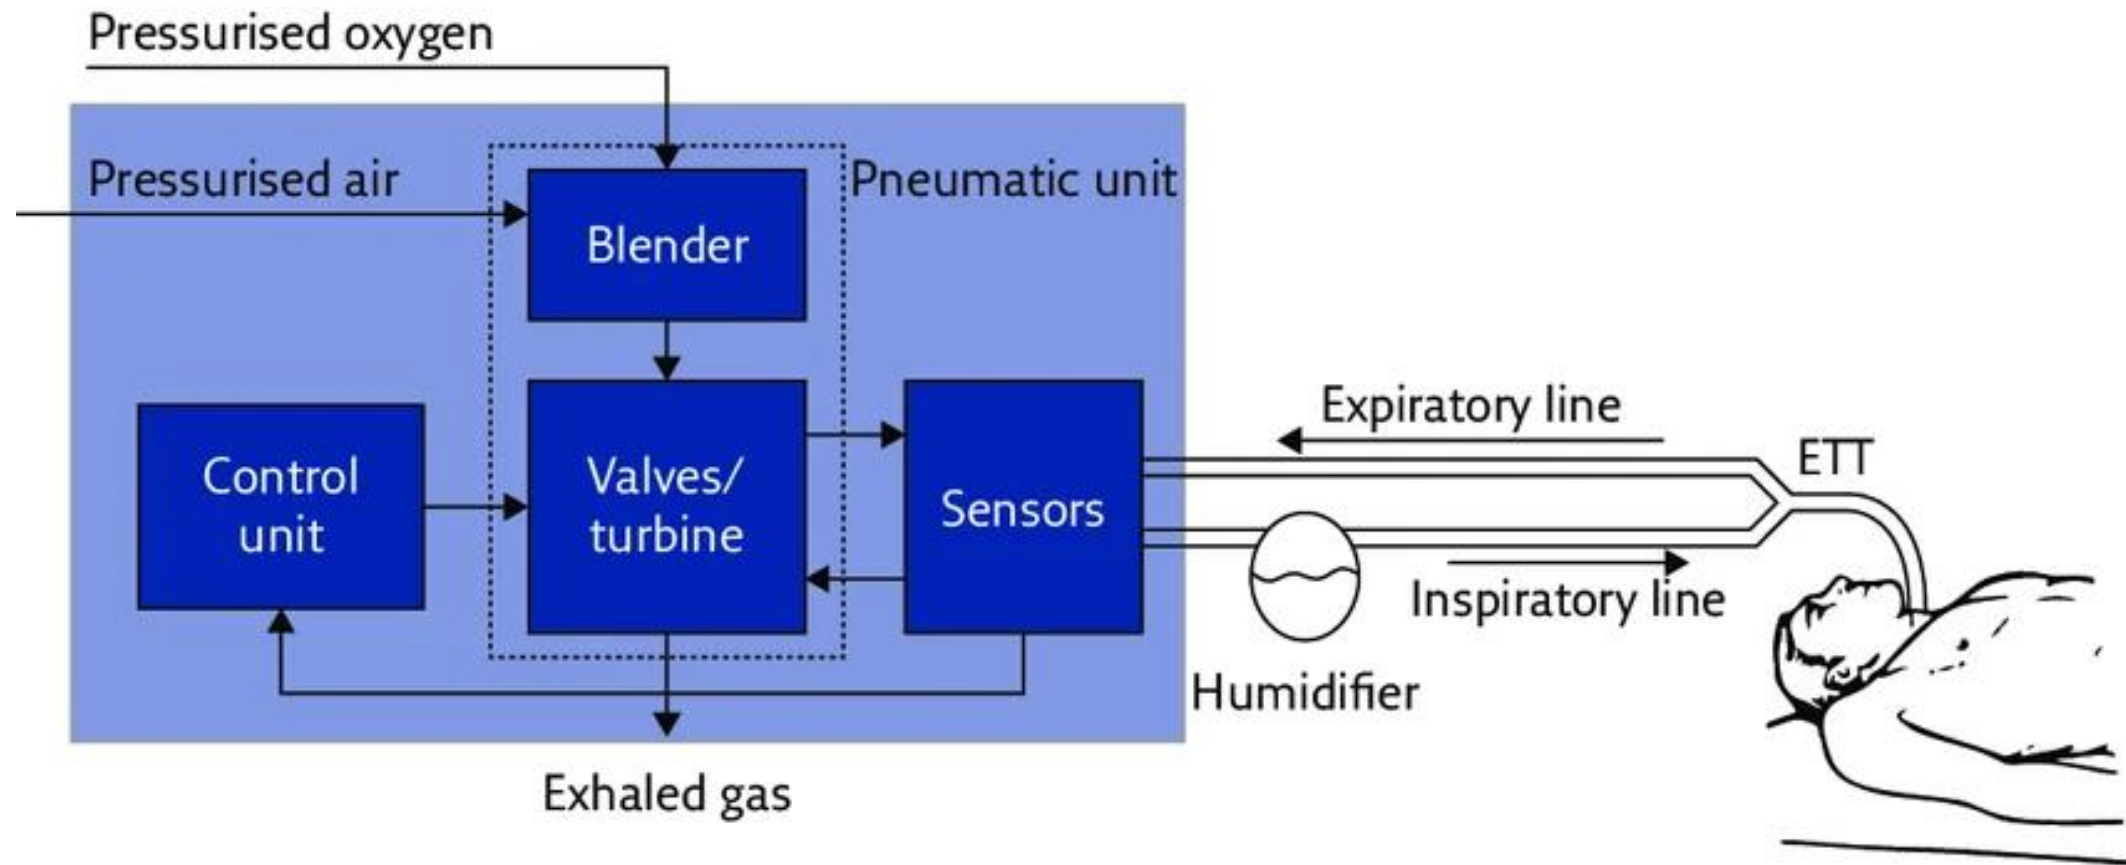 Pressurised oxygen
Pressurised air
Pneumatic unit
Blender
Control
unit
Valves/
turbine
Sensors
Expiratory line
ETT
Inspiratory line
Humidifier
Exhaled gas